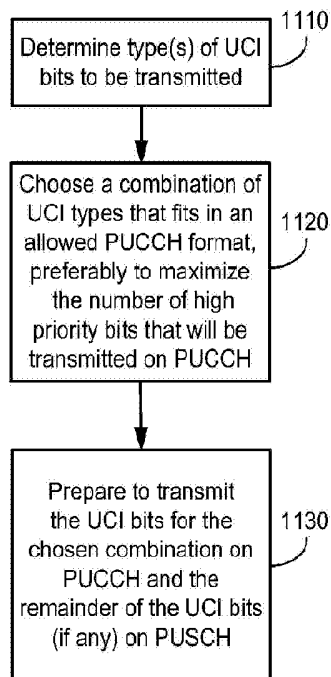 Determine type(s) of UCI
bits to be transmitted
1110
Choose a combination of
UCI types that fits in an
allowed PUCCH format,
preferably to maximize
the number of high
priority bits that will be
transmitted on PUCCH
1120
Prepare to transmit
the UCI bits for the
chosen combination on
PUCCH and the
remainder of the UCI bits
(if any) on PUSCH
1130